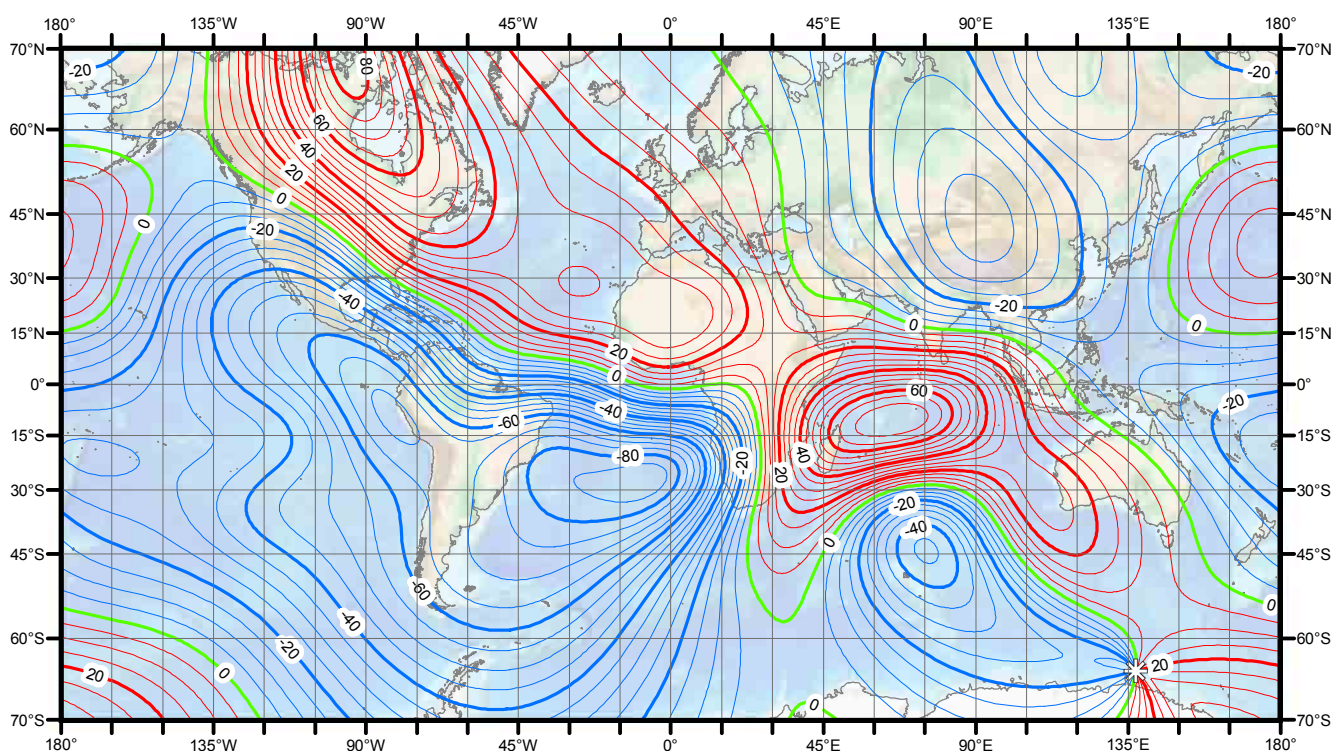 180° 135°W 90°W 45°W 0° 45°E 90°E 135°E 180°
70°N 70°N
-20 80 -20
60°N 60 60°N
40
20
0
45°N 0 -20 45°N
30°N 30°N
-40 -20
15°N 0 0 15°N
20
0° 0 0°
60 -20
-40
15°S -60 15°S
-80 -20 40
20
30°S 30°S
-20
-40
45°S 0 45°S
-60 0
-40
60°S -20 60°S
20 0 20
70°S 0 70°S
180° 135°W 90°W 45°W 0° 45°E 90°E 135°E 180°